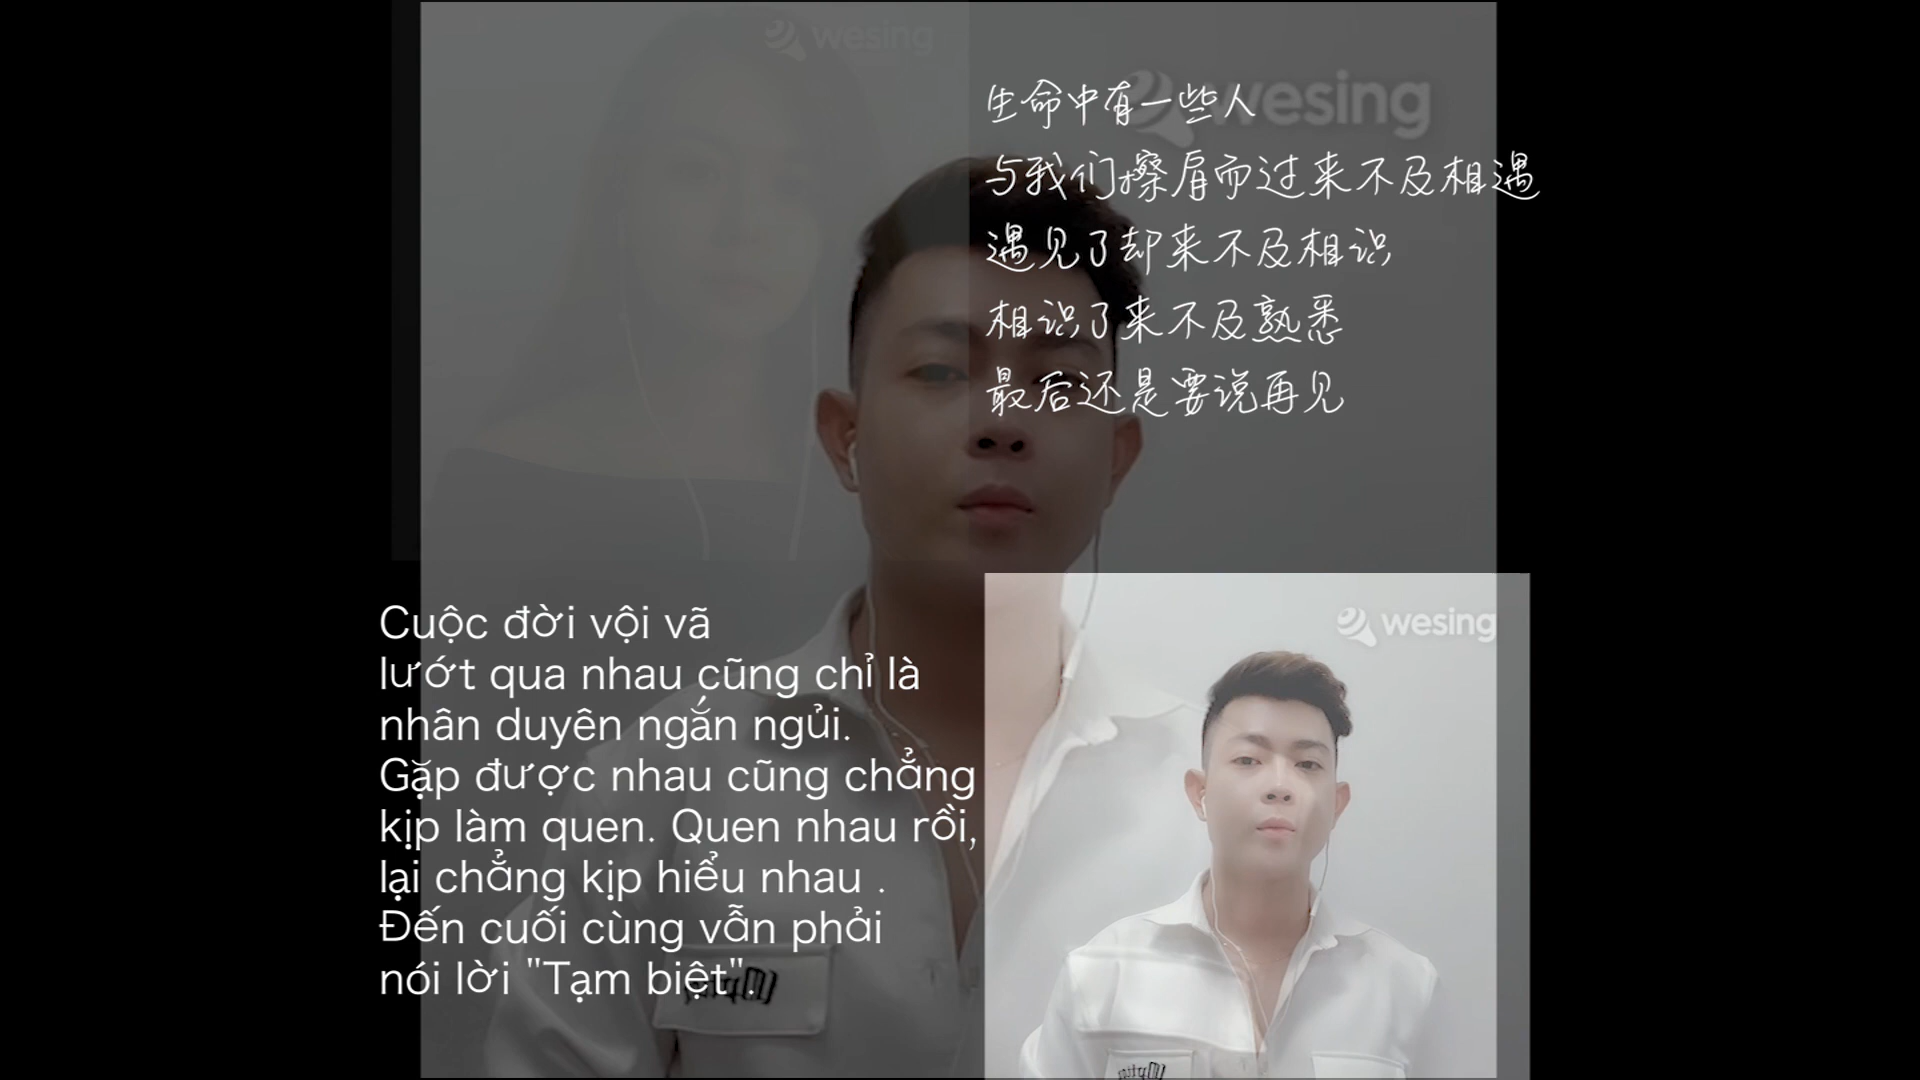 wesing
wesing
生命中有一些人
与我们擦肩而过来不及相遇
遇见了却来不及相识
相识了来不及熟悉
最后还是要说再见
wesing
Cuộc đời vội vã
lướt qua nhau cũng chỉ là
nhân duyên ngắn ngủi.
Gặp được nhau cũng chẳng
kịp làm quen. Quen nhau rồi,
lại chẳng kịp hiểu nhau .
Đến cuối cùng vẫn phải
nói lời "Tạm biệt".